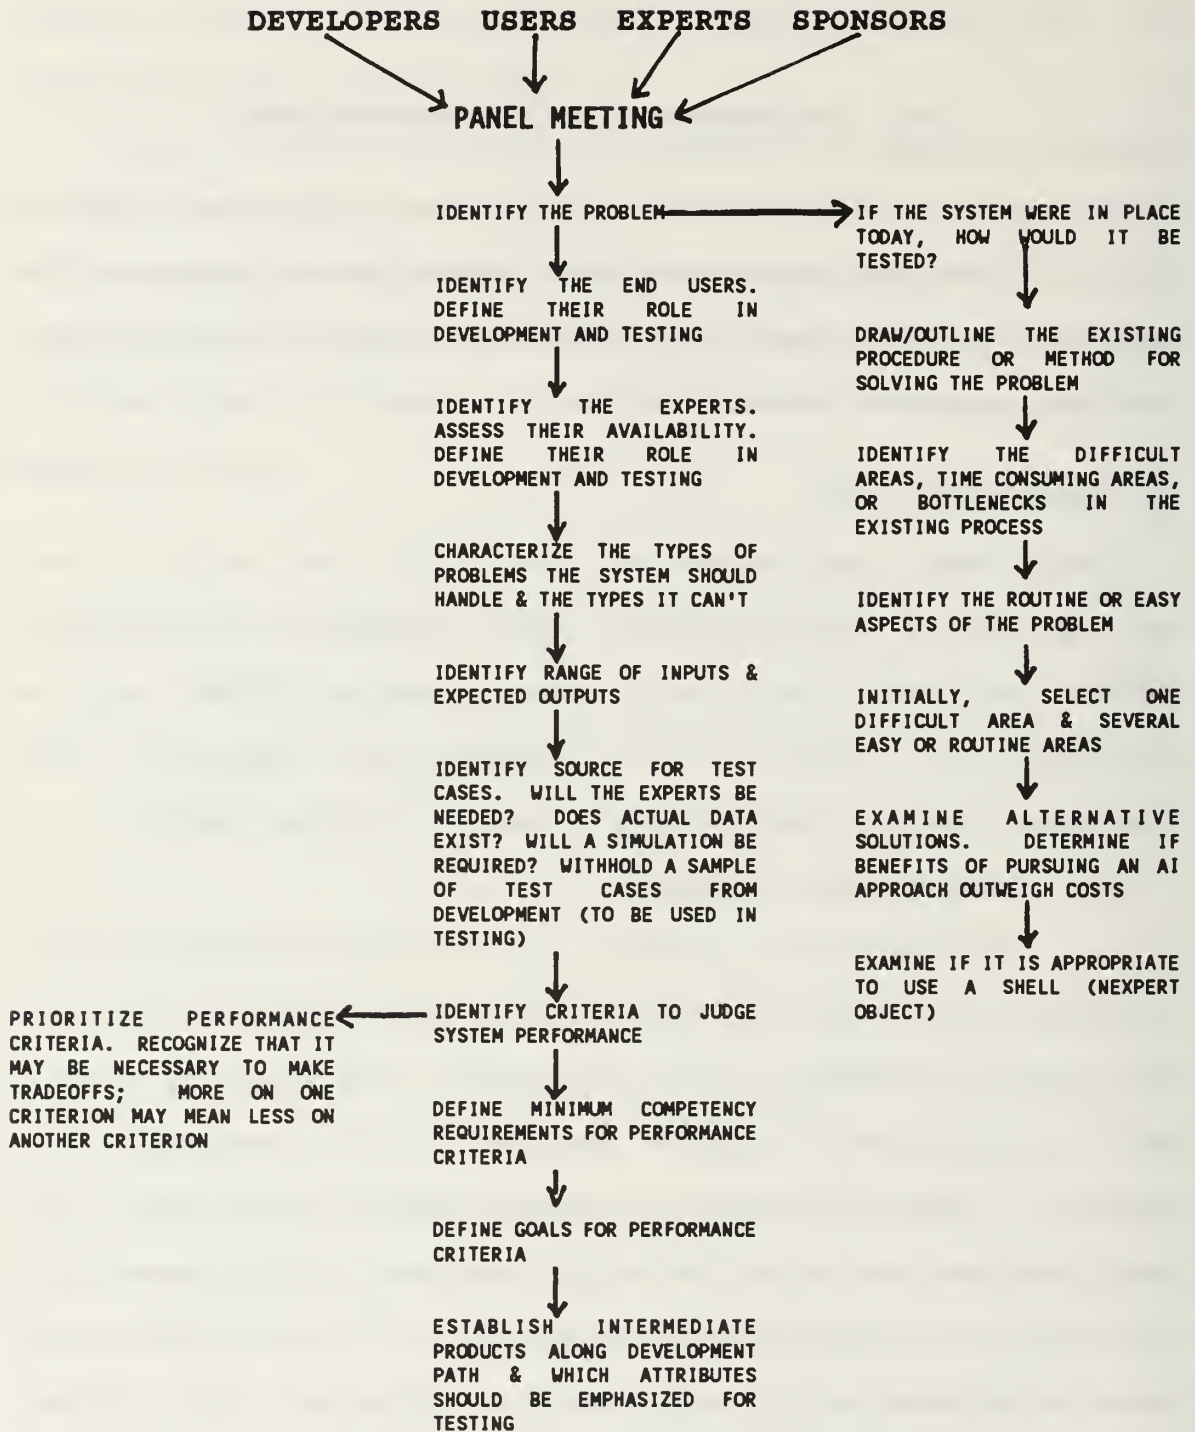 DEVELOPERS USERS EXPERTS SPONSORS
PANEL MEETING
IDENTIFY THE PROBLEM
IDENTIFY THE END USERS.
DEFINE THEIR ROLE IN
DEVELOPMENT AND TESTING
IDENTIFY THE EXPERTS.
ASSESS THEIR AVAILABILITY.
DEFINE THEIR ROLE IN
DEVELOPMENT AND TESTING
CHARACTERIZE THE TYPES OF
PROBLEMS THE SYSTEM SHOULD
HANDLE & THE TYPES IT CAN'T
IDENTIFY RANGE OF INPUTS &
EXPECTED OUTPUTS
IDENTIFY SOURCE FOR TEST
CASES. WILL THE EXPERTS BE
NEEDED? DOES ACTUAL DATA
EXIST? WILL A SIMULATION BE
REQUIRED? WITHHOLD A SAMPLE
OF TEST CASES FROM
DEVELOPMENT (TO BE USED IN
TESTING)
IDENTIFY CRITERIA TO JUDGE
SYSTEM PERFORMANCE
DEFINE MINIMUM COMPETENCY
REQUIREMENTS FOR PERFORMANCE
CRITERIA
DEFINE GOALS FOR PERFORMANCE
CRITERIA
ESTABLISH INTERMEDIATE
PRODUCTS ALONG DEVELOPMENT
PATH & WHICH ATTRIBUTES
SHOULD BE EMPHASIZED FOR
TESTING
IF THE SYSTEM WERE IN PLACE
TODAY, HOW WOULD IT BE
TESTED?
DRAW/OUTLINE THE EXISTING
PROCEDURE OR METHOD FOR
SOLVING THE PROBLEM
IDENTIFY THE DIFFICULT
AREAS, TIME CONSUMING AREAS,
OR BOTTLENECKS IN THE
EXISTING PROCESS
IDENTIFY THE ROUTINE OR EASY
ASPECTS OF THE PROBLEM
INITIALLY, SELECT ONE
DIFFICULT AREA & SEVERAL
EASY OR ROUTINE AREAS
EXAMINE ALTERNATIVE
SOLUTIONS. DETERMINE IF
BENEFITS OF PURSUING AN AI
APPROACH OUTWEIGH COSTS
EXAMINE IF IT IS APPROPRIATE
TO USE A SHELL (NEXPERT
OBJECT)
PRIORITIZE PERFORMANCE
CRITERIA. RECOGNIZE THAT IT
MAY BE NECESSARY TO MAKE
TRADEOFFS; MORE ON ONE
CRITERION MAY MEAN LESS ON
ANOTHER CRITERION